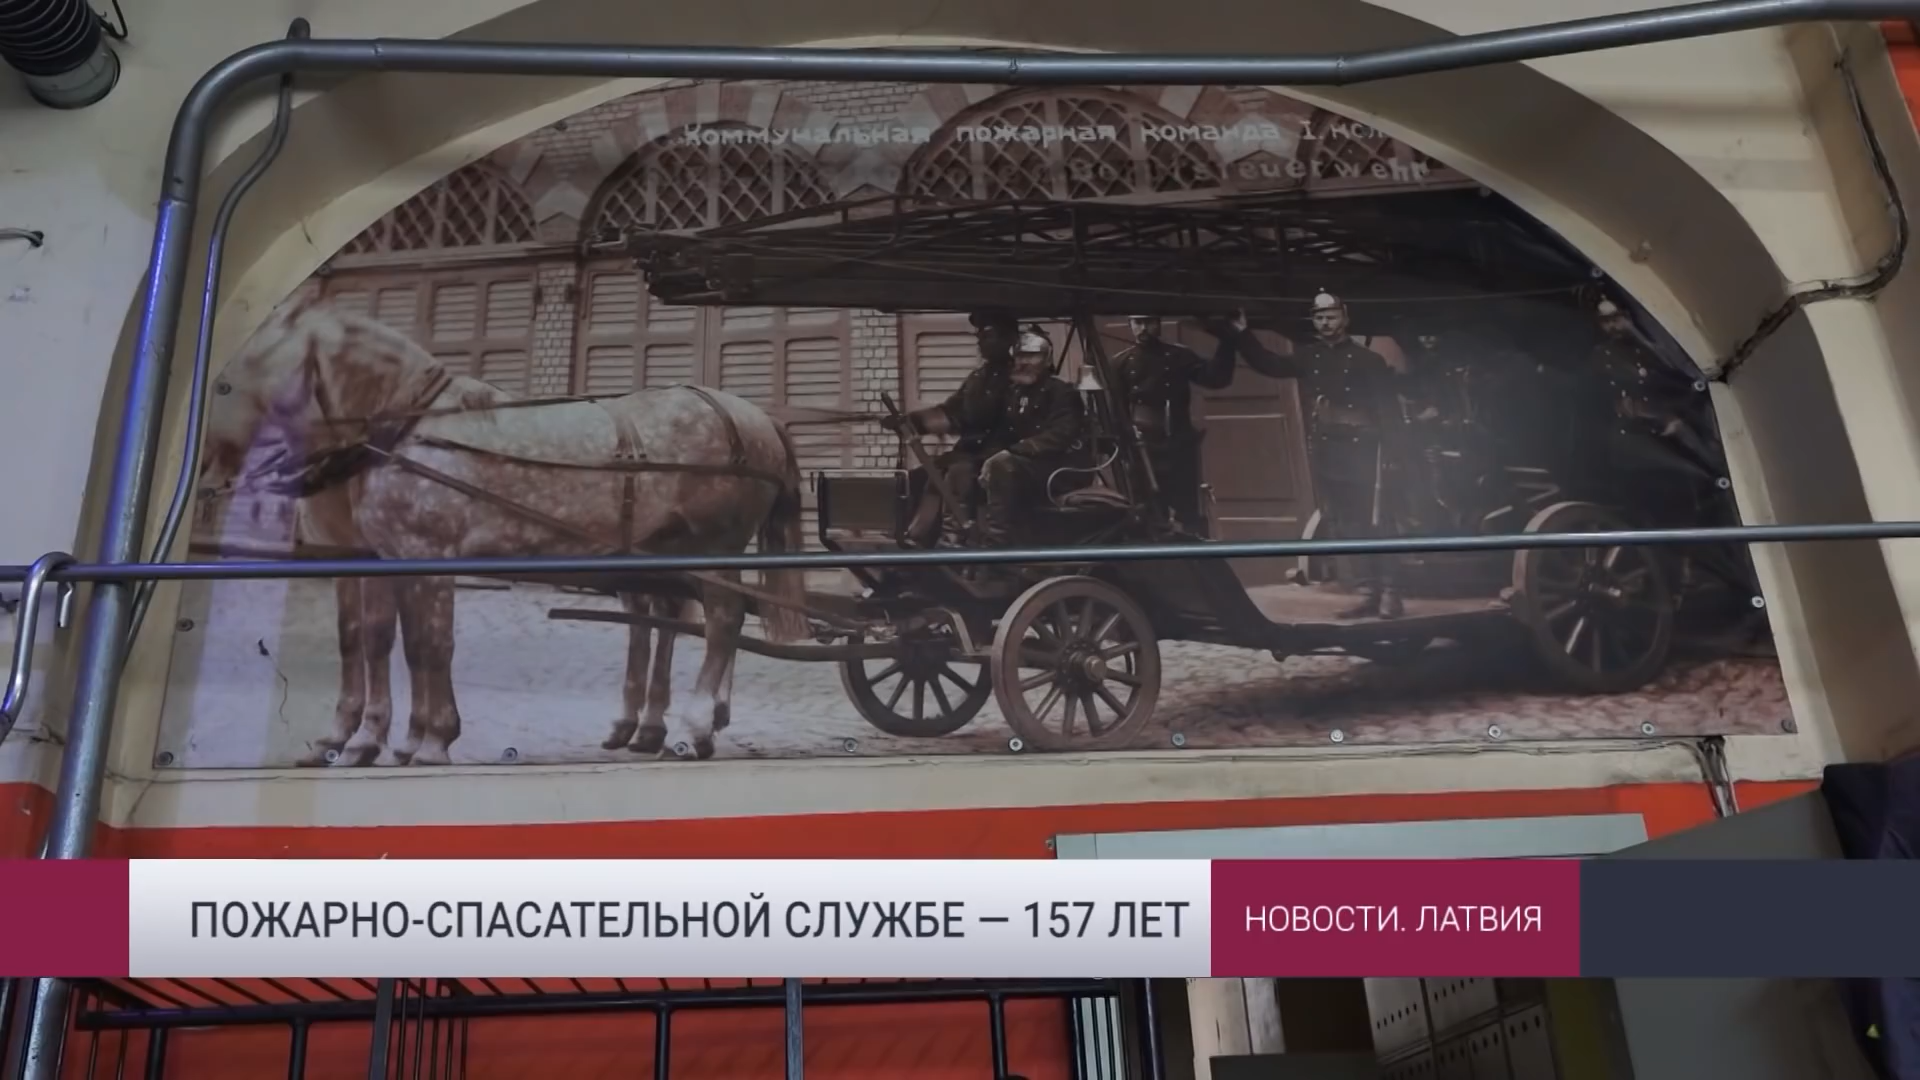 Коммунальная пожарная команда I.
feuerwehr
ПОЖАРНО-СПАСАТЕЛЬНОЙ СЛУЖБЕ — 157 ЛЕТ
НОВОСТИ. ЛАТВИЯ